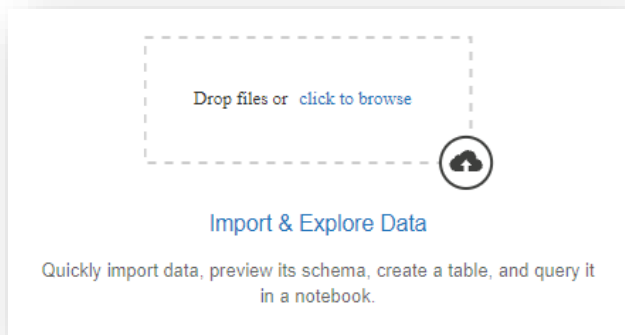 Drop files or click to browse
Import & Explore Data
Quickly import data, preview its schema, create a table, and query it
in a notebook.